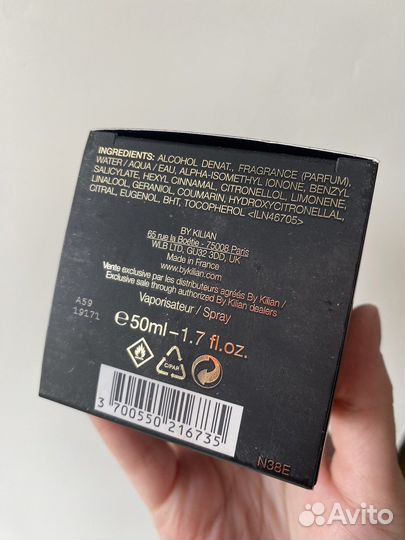 INGREDIENTS: ALCOHOL DENAT., FRAGRANCE (PARFUM),
WATER / AQUA / EAU, ALPHA-ISOMETHYL IONONE, BENZYL
SALICYLATE, HEXYL CINNAMAL, CITRONELLOL, LIMONENE,
LINALOOL, GERANIOL, COUMARIN, HYDROXYCITRONELLAL,
CITRAL, EUGENOL, BHT, TOCOPHEROL <ILN46705>
BY KILIAN
65 rue la Boétie - 75008 Paris
WLB LTD, GU32 3DD, UK
Made in France
www.bykilian.com
Vente exclusive par les distributeurs agréés By Kilian /
Exclusive sale through authorized By Kilian dealers
Vaporisateur / Spray
A59
19171
e50ml-1.7 fl.oz.
C/PAP
3 700550 216735
N38E
Avito